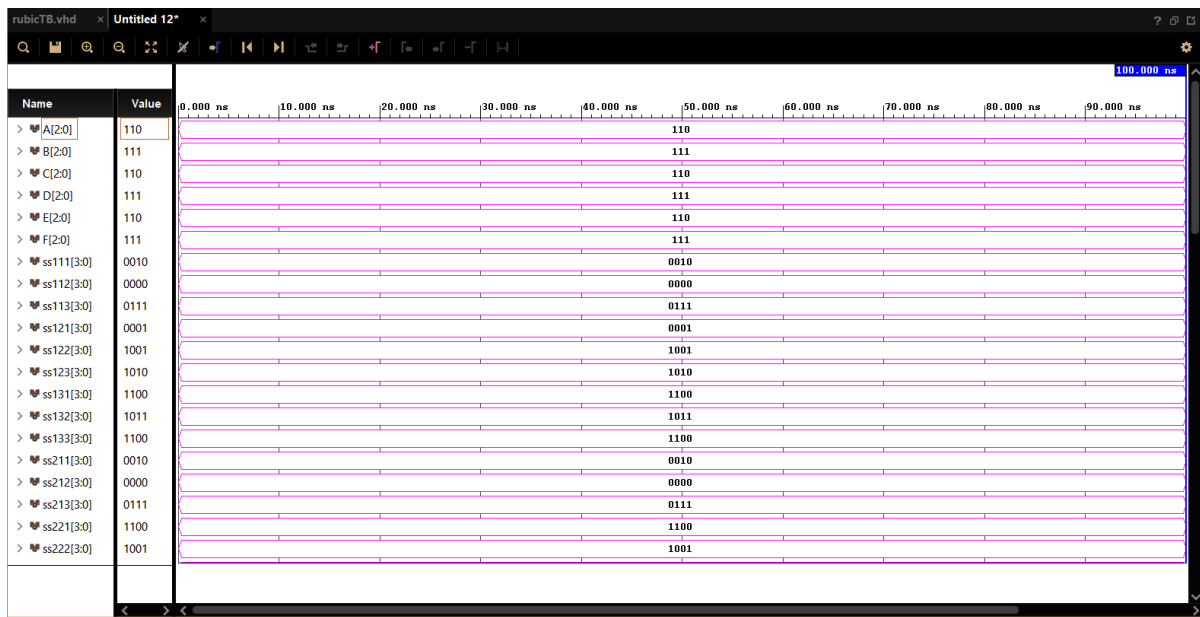 rubicTB.vhd × Untitled 12* ×
100.000 ns
Name Value 0.000 ns 10.000 ns 20.000 ns 30.000 ns 40.000 ns 50.000 ns 60.000 ns 70.000 ns 80.000 ns 90.000 ns
A[2:0] 110 110
B[2:0] 111 111
C[2:0] 110 110
D[2:0] 111 111
E[2:0] 110 110
F[2:0] 111 111
ss111[3:0] 0010 0010
ss112[3:0] 0000 0000
ss113[3:0] 0111 0111
ss121[3:0] 0001 0001
ss122[3:0] 1001 1001
ss123[3:0] 1010 1010
ss131[3:0] 1100 1100
ss132[3:0] 1011 1011
ss133[3:0] 1100 1100
ss211[3:0] 0010 0010
ss212[3:0] 0000 0000
ss213[3:0] 0111 0111
ss221[3:0] 1100 1100
ss222[3:0] 1001 1001